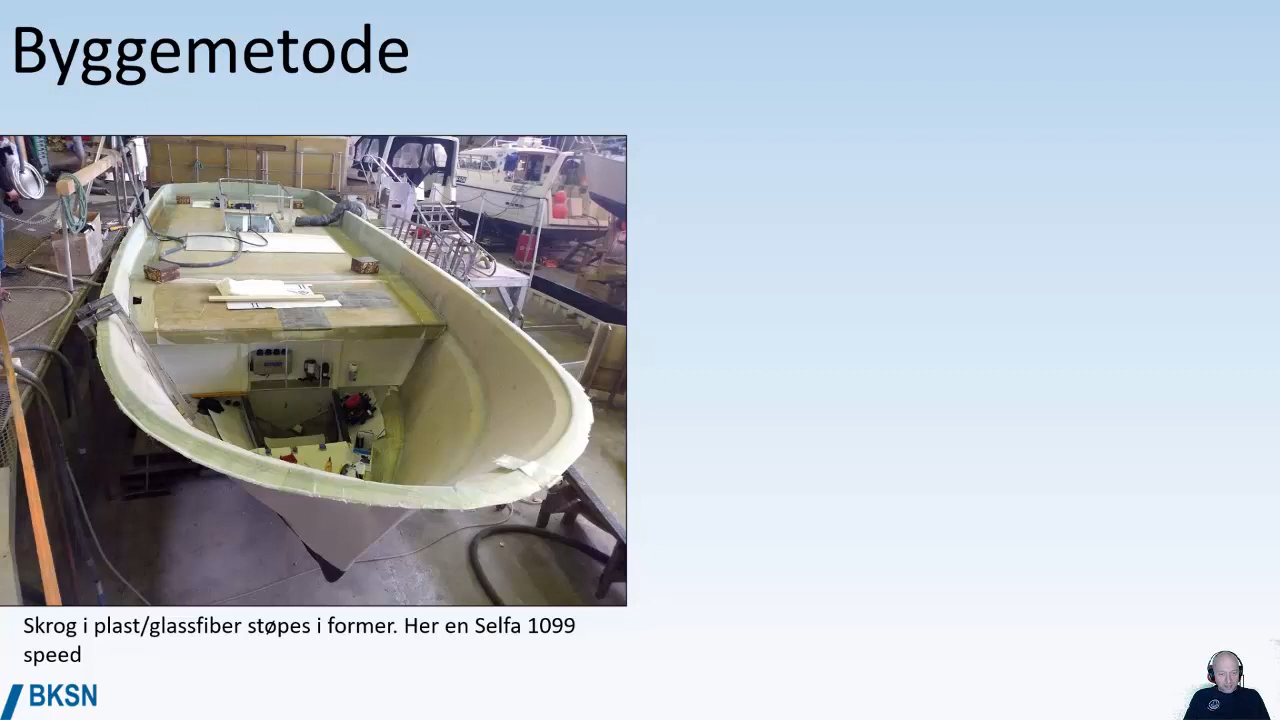 Byggemetode
Skrog i plast/glassfiber støpes i former. Her en Selfa 1099
speed
BKSN